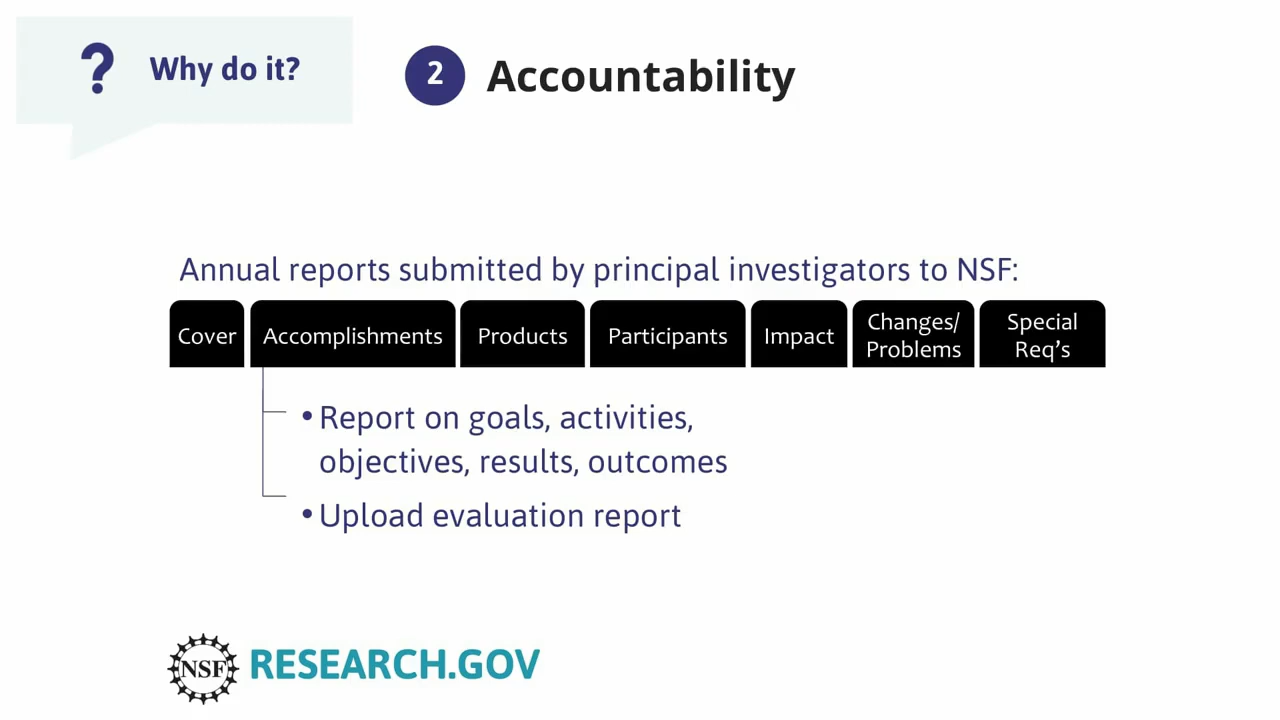 ? Why do it?
2 Accountability
Annual reports submitted by principal investigators to NSF:
Cover
Accomplishments
Products
Participants
Impact
Changes/
Problems
Special
Req's
• Report on goals, activities,
objectives, results, outcomes
• Upload evaluation report
NSF RESEARCH.GOV